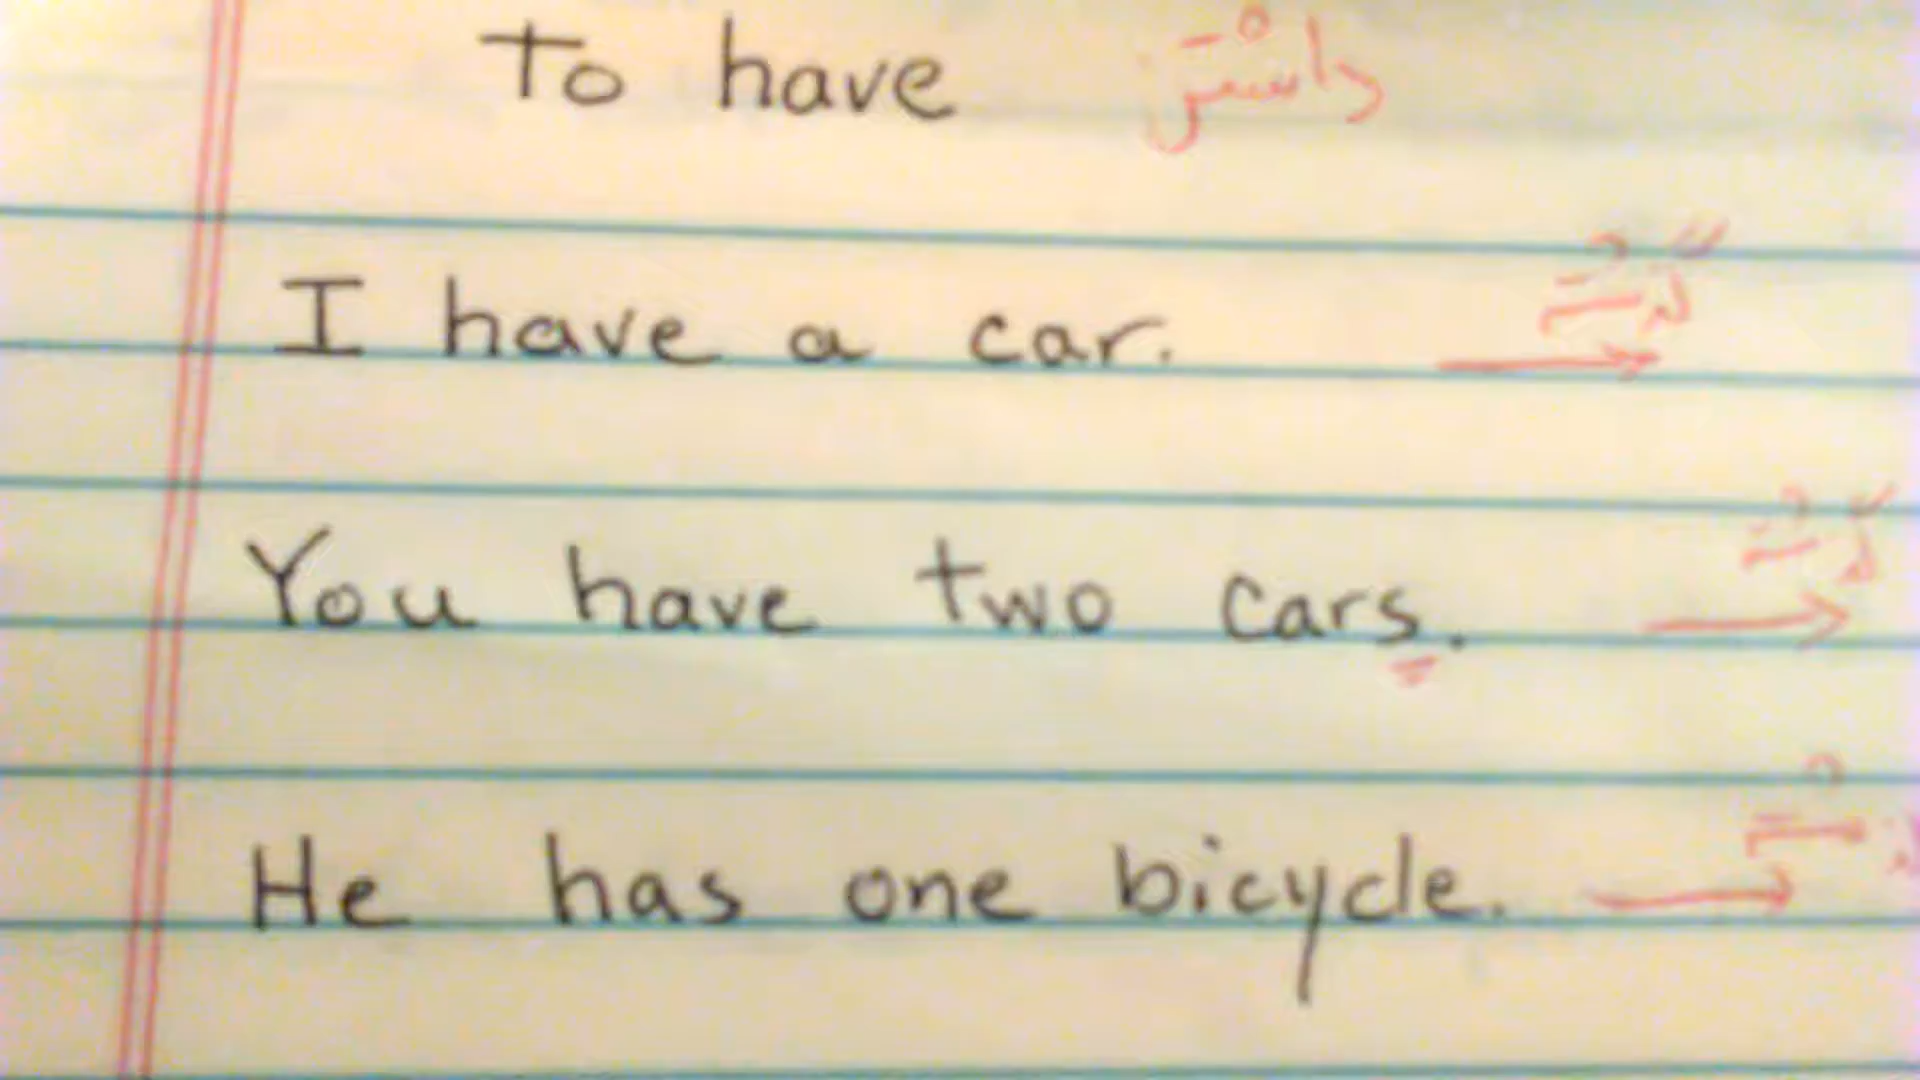 To have داشتن
I have a car.
You have two cars.
He has one bicycle.